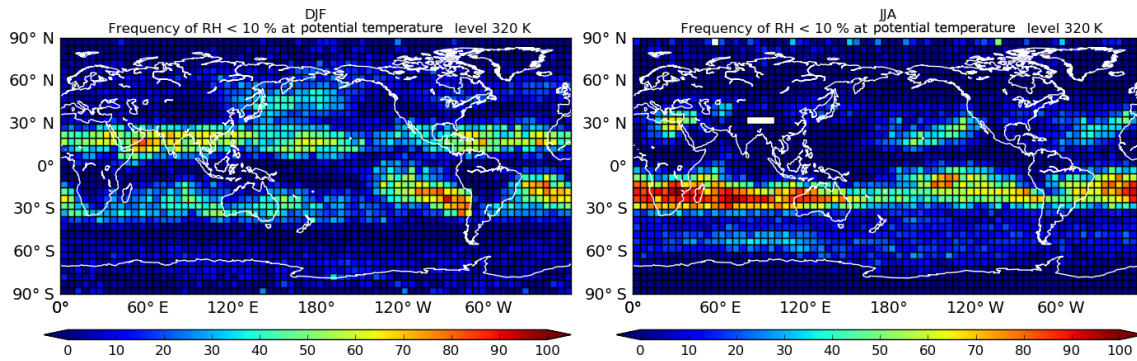 DJF
Frequency of RH < 10 % at potential temperature level 320 K
90° N
60° N
30° N
0°
30° S
60° S
90° S
0° 60° E 120° E 180° 120° W 60° W
0 10 20 30 40 50 60 70 80 90 100
JJA
Frequency of RH < 10 % at potential temperature level 320 K
90° N
60° N
30° N
0°
30° S
60° S
90° S
0° 60° E 120° E 180° 120° W 60° W
0 10 20 30 40 50 60 70 80 90 100